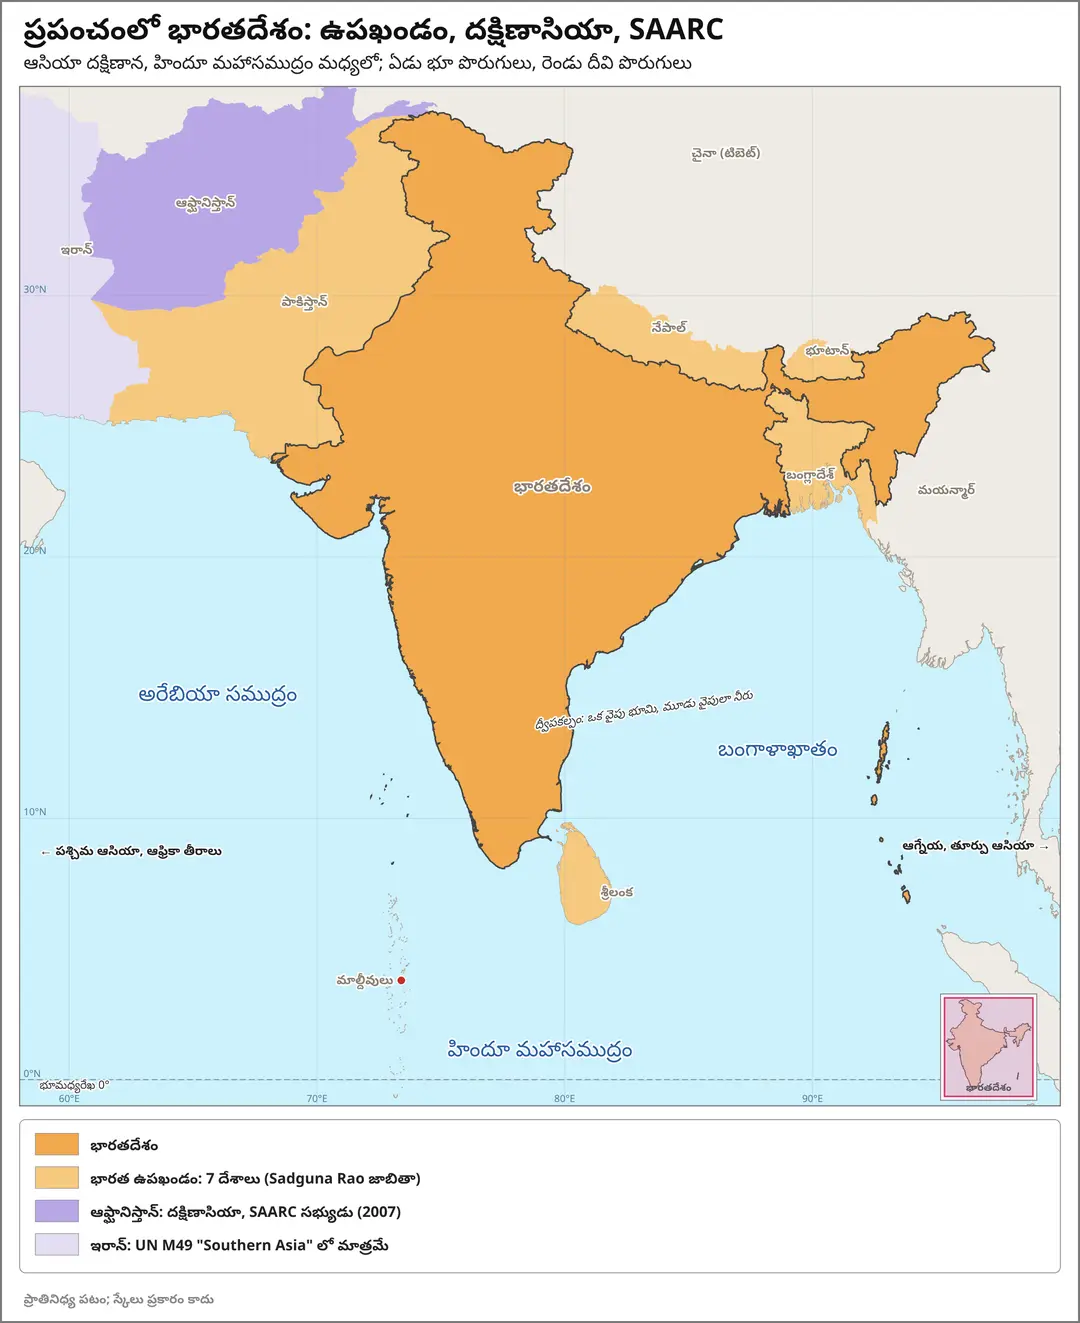 ప్రపంచంలో భారతదేశం: ఉపఖండం, దక్షిణాసియా, SAARC
ఆసియా దక్షిణాన, హిందూ మహాసముద్రం మధ్యలో; ఏడు భూ పొరుగులు, రెండు దీవి పొరుగులు
చైనా (టిబెట్)
ఆఫ్ఘానిస్తాన్
ఇరాన్
30°N
పాకిస్తాన్
నేపాల్
భూటాన్
భారతదేశం
బంగ్లాదేశ్
మయన్మార్
20°N
అరేబియా సముద్రం
ద్వీపకల్పం: ఒక వైపు భూమి, మూడు వైపులా నీరు
బంగాళాఖాతం
10°N
← పశ్చిమ ఆసియా, ఆఫ్రికా తీరాలు
ఆగ్నేయ, తూర్పు ఆసియా →
శ్రీలంక
మాల్దీవులు
హిందూ మహాసముద్రం
0°N
భూమధ్యరేఖ 0°
భారతదేశం
60°E
70°E
80°E
90°E
భారతదేశం
భారత ఉపఖండం: 7 దేశాలు (Sadguna Rao జాబితా)
ఆఫ్ఘానిస్తాన్: దక్షిణాసియా, SAARC సభ్యుడు (2007)
ఇరాన్: UN M49 "Southern Asia" లో మాత్రమే
ప్రాతినిధ్య పటం; స్కేలు ప్రకారం కాదు